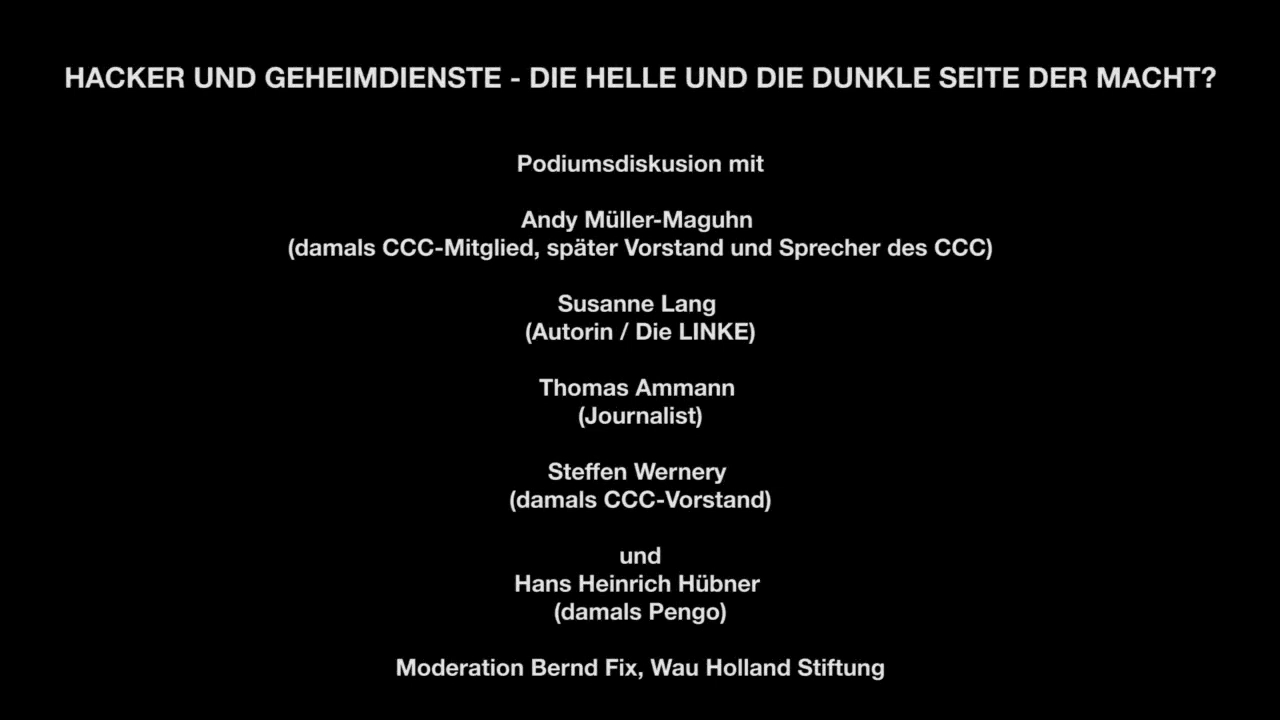 HACKER UND GEHEIMDIENSTE - DIE HELLE UND DIE DUNKLE SEITE DER MACHT?
Podiumsdiskusion mit
Andy Müller-Maguhn
(damals CCC-Mitglied, später Vorstand und Sprecher des CCC)
Susanne Lang
(Autorin / Die LINKE)
Thomas Ammann
(Journalist)
Steffen Wernery
(damals CCC-Vorstand)
und
Hans Heinrich Hübner
(damals Pengo)
Moderation Bernd Fix, Wau Holland Stiftung